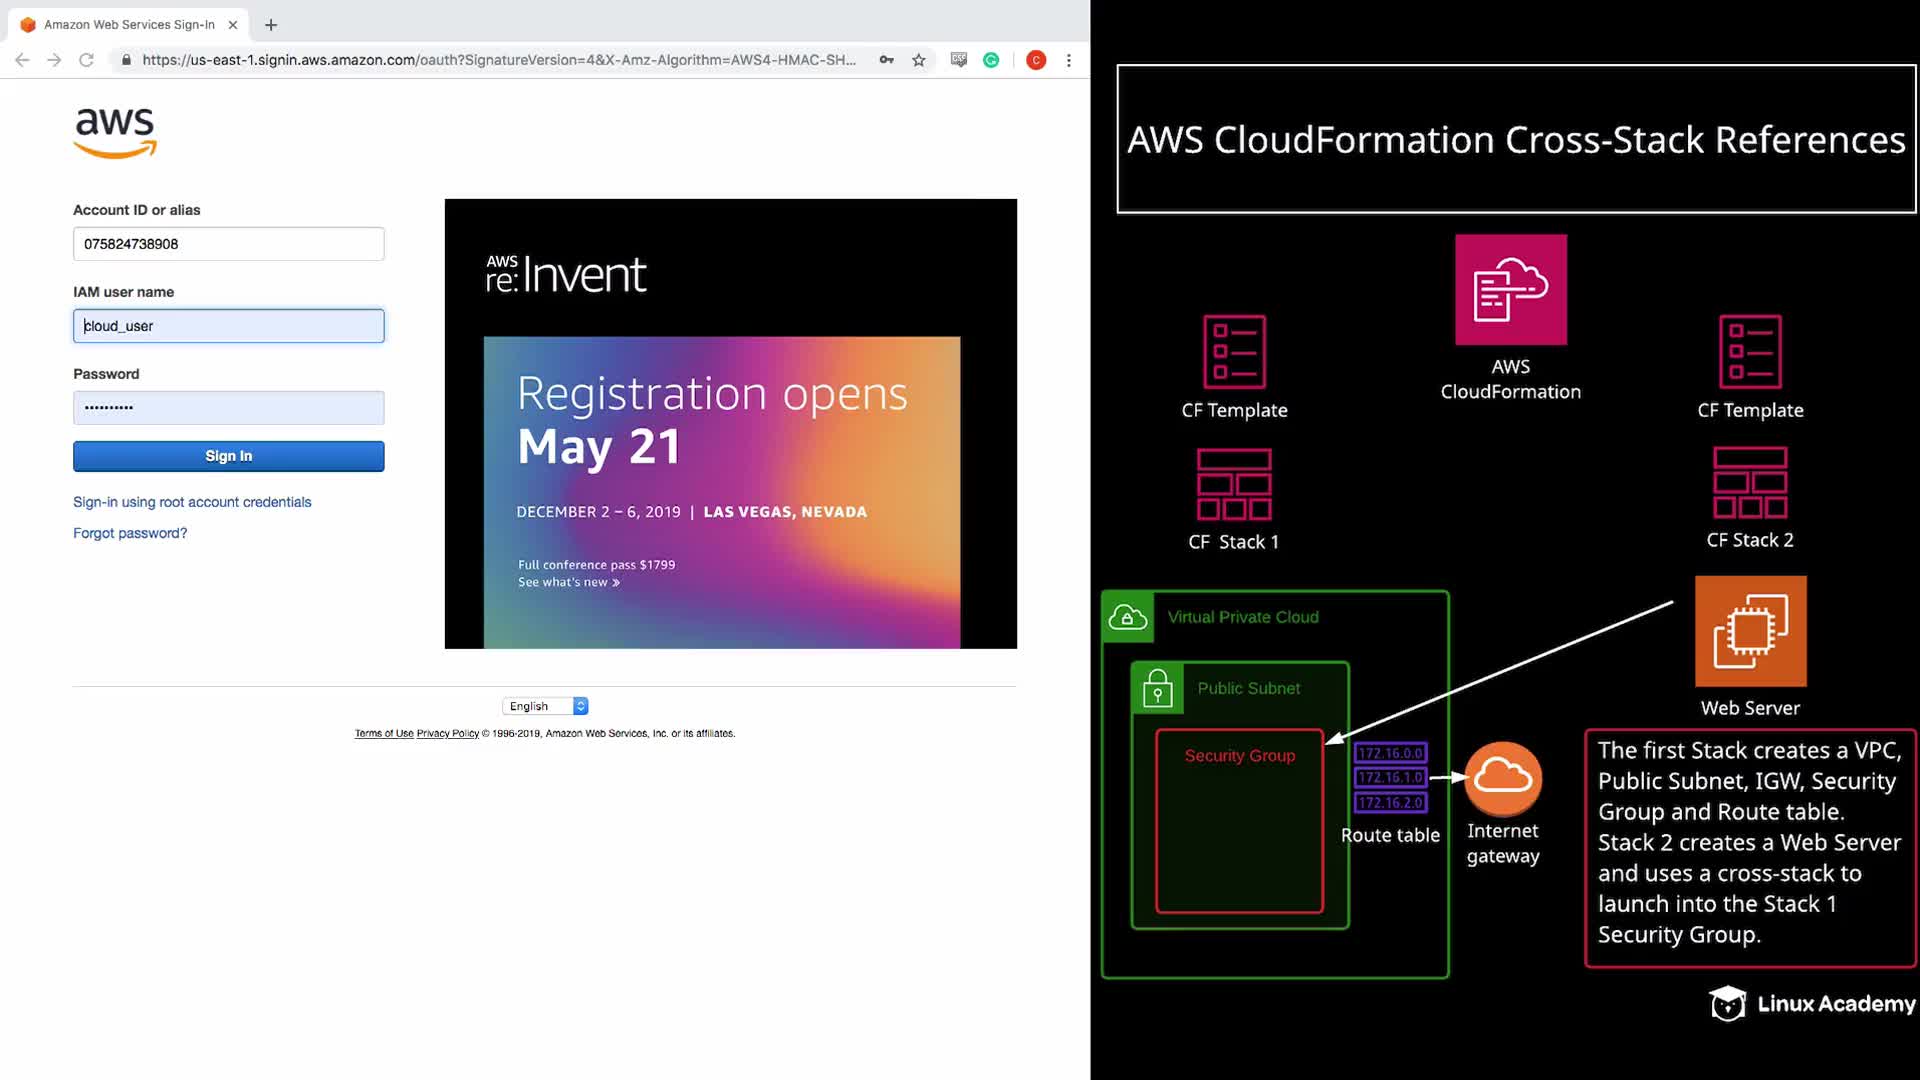 Amazon Web Services Sign-In
https://us-east-1.signin.aws.amazon.com/oauth?SignatureVersion=4&X-Amz-Algorithm=AWS4-HMAC-SH...
C
aws
Account ID or alias
075824738908
IAM user name
cloud_user
Password
••••••••••
Sign In
Sign-in using root account credentials
Forgot password?
AWS
re:Invent
Registration opens
May 21
DECEMBER 2 – 6, 2019 | LAS VEGAS, NEVADA
Full conference pass $1799
See what's new »
English
Terms of Use Privacy Policy © 1996-2019, Amazon Web Services, Inc. or its affiliates.
AWS CloudFormation Cross-Stack References
AWS
CloudFormation
CF Template
CF Template
CF Stack 1
CF Stack 2
Virtual Private Cloud
Public Subnet
Security Group
172.16.0.0
172.16.1.0
172.16.2.0
Route table
Internet
gateway
Web Server
The first Stack creates a VPC,
Public Subnet, IGW, Security
Group and Route table.
Stack 2 creates a Web Server
and uses a cross-stack to
launch into the Stack 1
Security Group.
Linux Academy